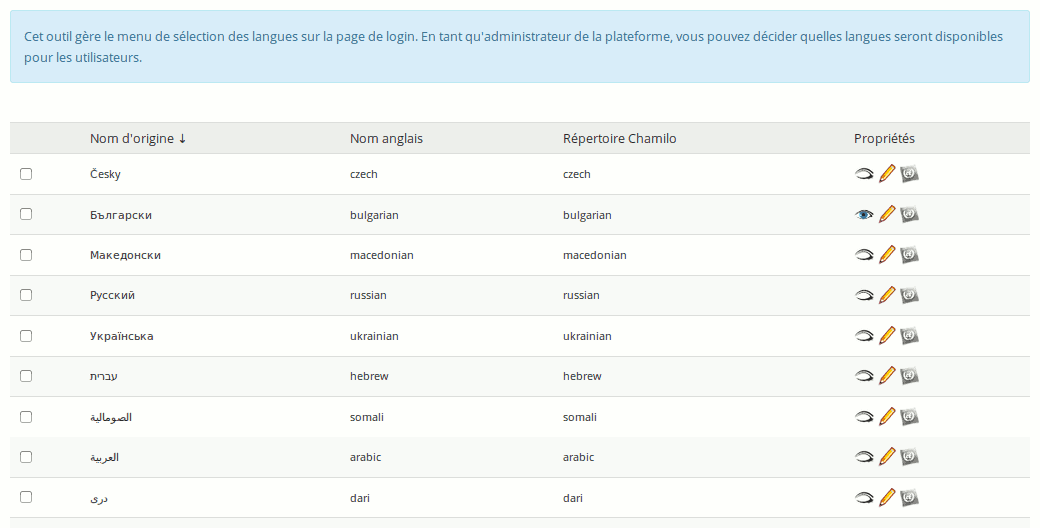 Cet outil gère le menu de sélection des langues sur la page de login. En tant qu'administrateur de la plateforme, vous pouvez décider quelles langues seront disponibles
pour les utilisateurs.
Nom d'origine ↓ Nom anglais Répertoire Chamilo Propriétés
Česky czech czech
Български bulgarian bulgarian
Македонски macedonian macedonian
Русский russian russian
Українська ukrainian ukrainian
עברית hebrew hebrew
الصومالية somali somali
العربية arabic arabic
دری dari dari